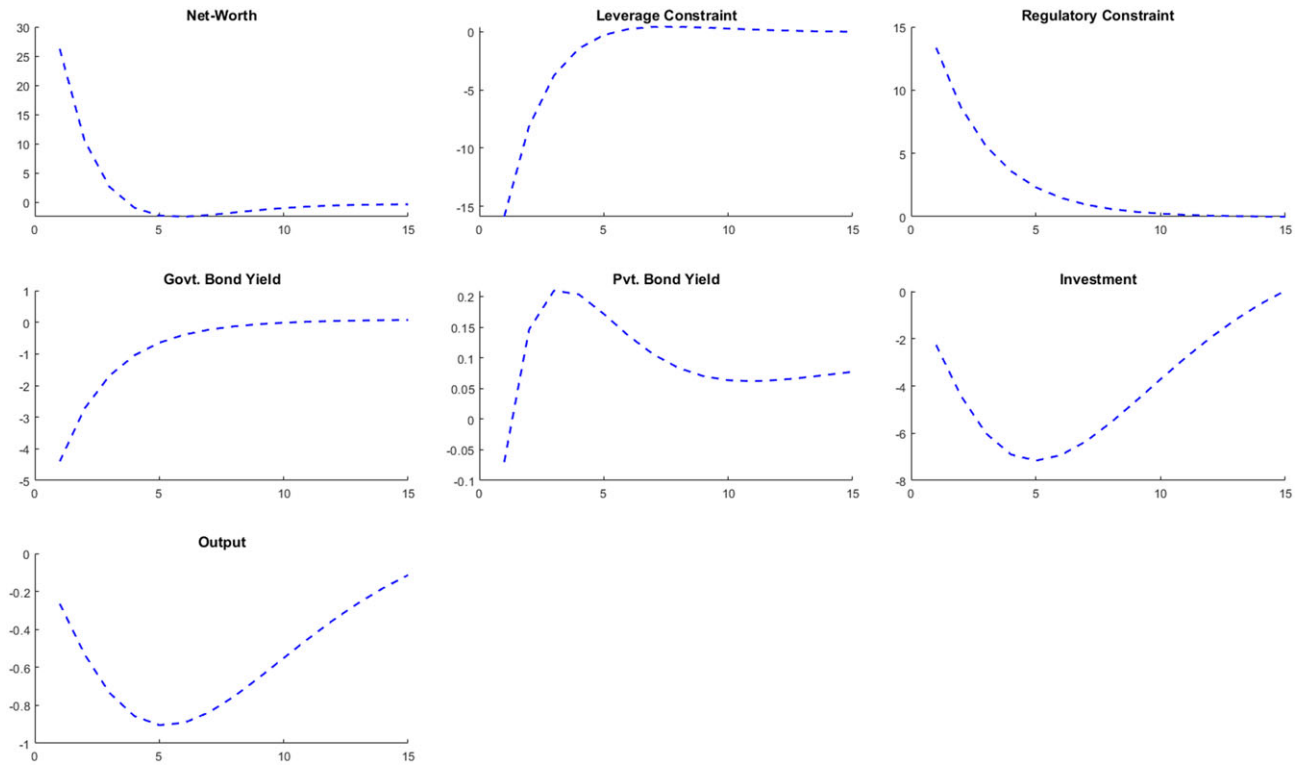 Net-Worth
30
25
20
15
10
5
0
0 5 10 15
Leverage Constraint
0
-5
-10
-15
0 5 10 15
Regulatory Constraint
15
10
5
0
0 5 10 15
Govt. Bond Yield
1
0
-1
-2
-3
-4
-5
0 5 10 15
Pvt. Bond Yield
0.2
0.15
0.1
0.05
0
-0.05
-0.1
0 5 10 15
Investment
0
-2
-4
-6
-8
0 5 10 15
Output
0
-0.2
-0.4
-0.6
-0.8
-1
0 5 10 15